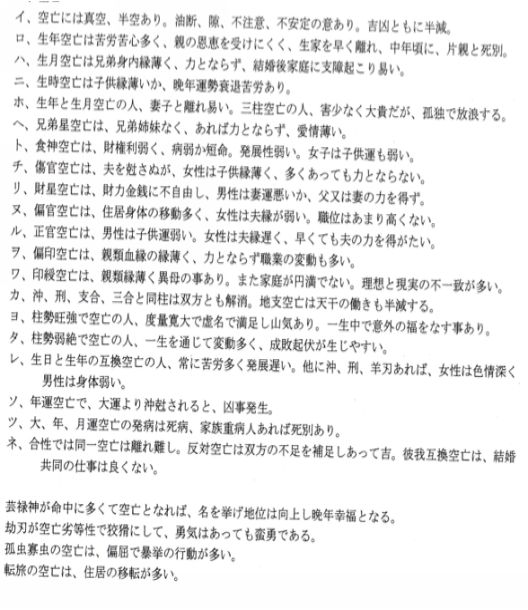 イ、空亡には真空、半空あり。油断、隙、不注意、不安定の意あり。吉凶ともに半減。
ロ、生年空亡は苦労苦心多く、親の恩恵を受けにくく、生家を早く離れ、中年頃に、片親と死別。
ハ、生月空亡は兄弟身内縁薄く、力とならず、結婚後家庭に支障起こり易い。
ニ、生時空亡は子供縁薄いか、晩年運勢衰退苦労あり。
ホ、生年と生月空亡の人、妻子と離れ易い。三柱空亡の人、害少なく大貴だが、孤独で放浪する。
ヘ、兄弟星空亡は、兄弟姉妹なく、あれば力とならず、愛情薄い。
ト、食神空亡は、財権利弱く、病弱か短命。発展性弱い。女子は子供運も弱い。
チ、傷官空亡は、夫を尅さぬが、女性は子供縁薄く、多くあっても力とならない。
リ、財星空亡は、財力金銭に不自由し、男性は妻運悪いか、父又は妻の力を得ず。
ヌ、偏官空亡は、住居身体の移動多く、女性は夫縁が弱い。職位はあまり高くない。
ル、正官空亡は、男性は子供運弱い。女性は夫縁遅く、早くても夫の力を得がたい。
ヲ、偏印空亡は、親類血縁の縁薄く、力とならず職業の変動も多い。
ワ、印綬空亡は、親類縁薄く異母の事あり。また家庭が円満でない。理想と現実の不一致が多い。
カ、沖、刑、支合、三合と同柱は双方とも解消。地支空亡は天干の働きも半減する。
ヨ、柱勢旺強で空亡の人、度量寛大で虚名で満足し山気あり。一生中で意外の福をなす事あり。
タ、柱勢弱絶で空亡の人、一生を通じて変動多く、成敗起伏が生じやすい。
レ、生日と生年の互換空亡の人、常に苦労多く発展遅い。他に沖、刑、羊刃あれば、女性は色情深く
男性は身体弱い。
ソ、年運空亡で、大運より沖尅されると、凶事発生。
ツ、大、年、月運空亡の発病は死病、家族重病人あれば死別あり。
ネ、合性では同一空亡は離れ難し。反対空亡は双方の不足を補足しあって吉。彼我互換空亡は、結婚
共同の仕事は良くない。
芸禄神が命中に多くて空亡となれば、名を挙げ地位は向上し晩年幸福となる。
劫刃が空亡劣等性で狡猾にして、勇気はあっても蛮勇である。
孤虫寡虫の空亡は、偏屈で暴挙の行動が多い。
転旅の空亡は、住居の移転が多い。